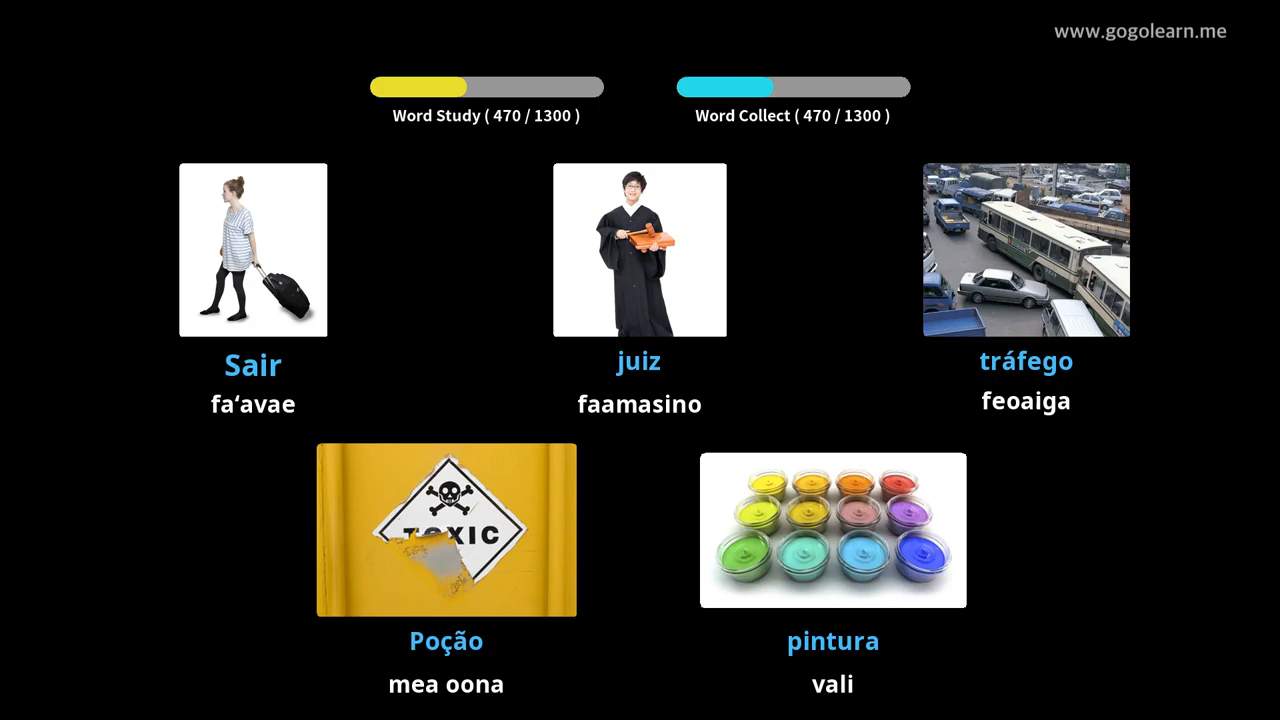 www.gogolearn.me
Word Study ( 470 / 1300 )
Word Collect ( 470 / 1300 )
Sair
juiz
tráfego
fa‘avae
faamasino
feoaiga
TOXIC
Poção
pintura
mea oona
vali